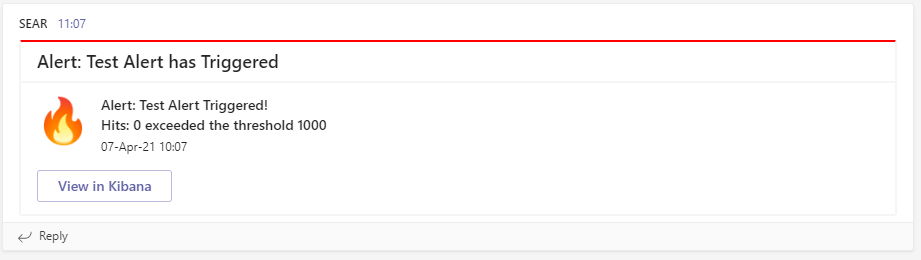 SEAR 11:07
Alert: Test Alert has Triggered
Alert: Test Alert Triggered!
Hits: 0 exceeded the threshold 1000
07-Apr-21 10:07
View in Kibana
Reply